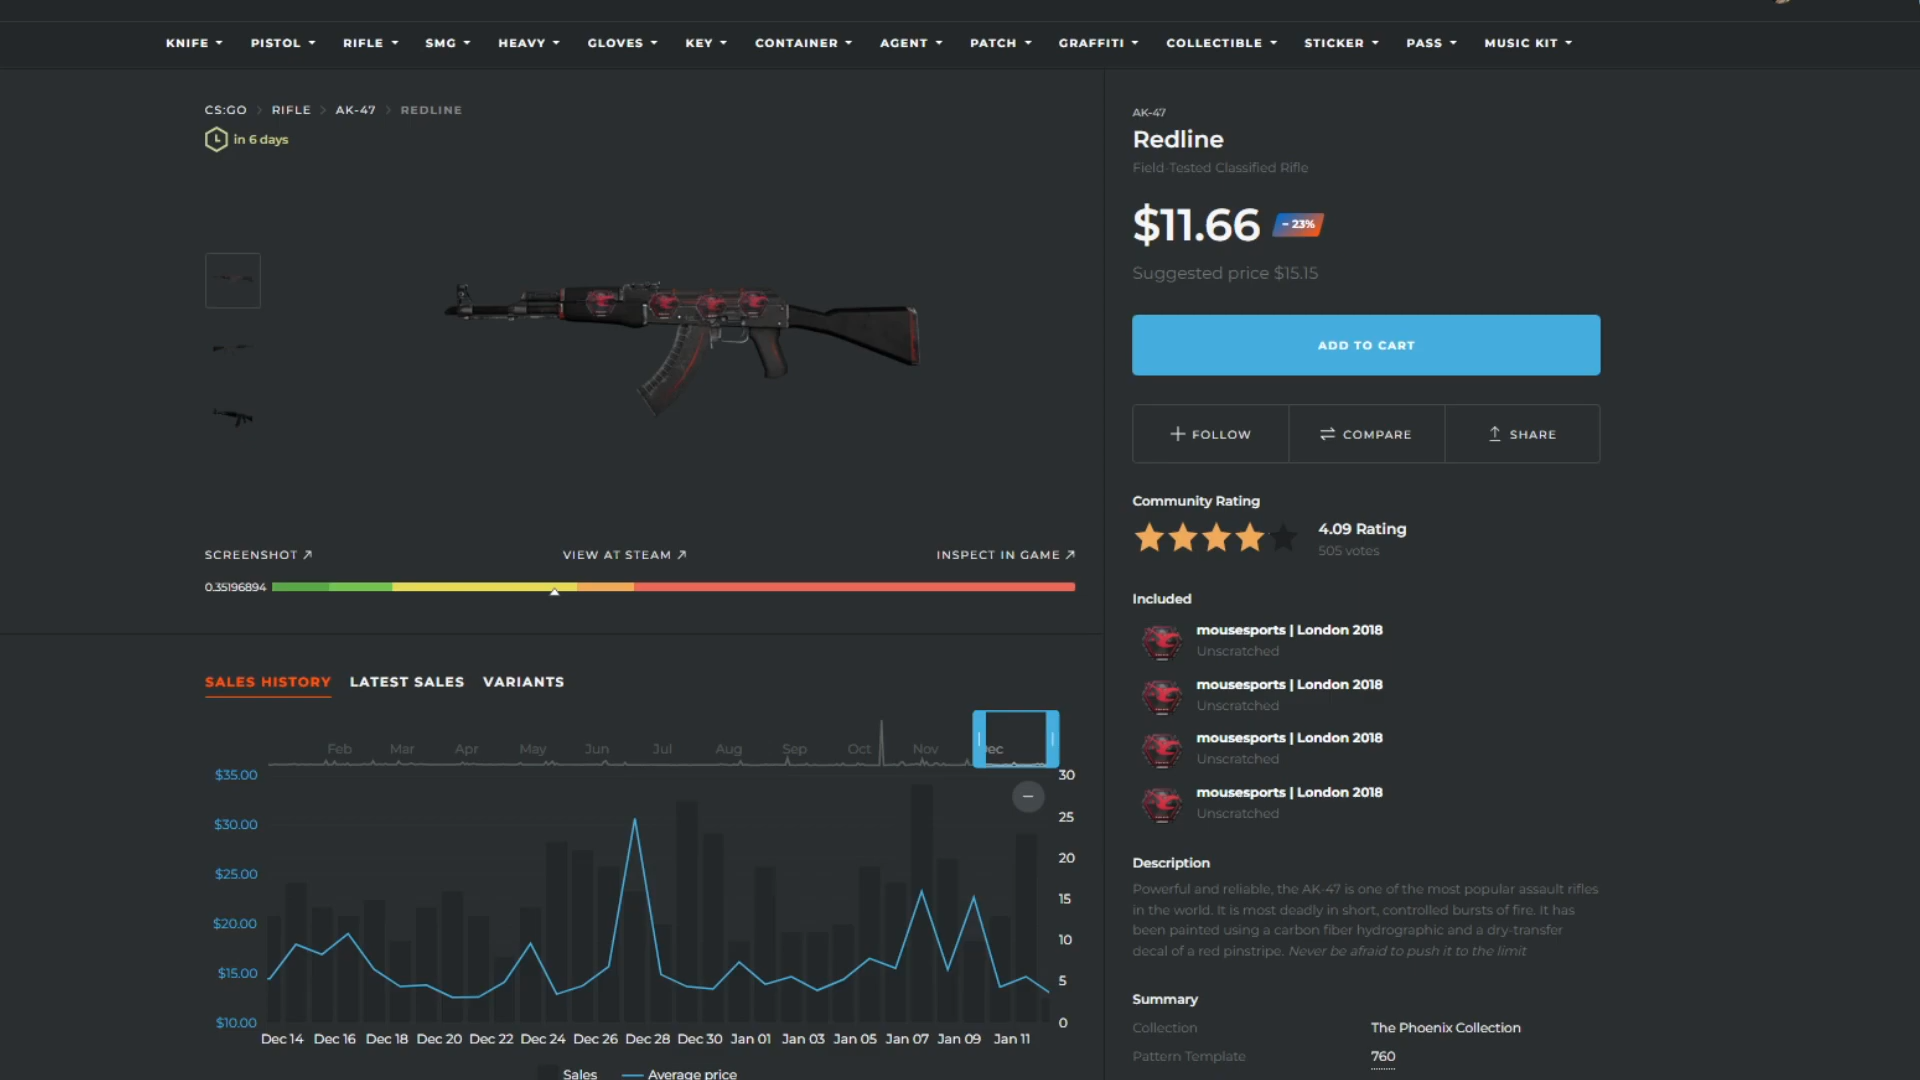 KNIFE PISTOL RIFLE SMG HEAVY GLOVES KEY CONTAINER AGENT PATCH GRAFFITI COLLECTIBLE STICKER PASS MUSIC KIT
CS:GO RIFLE AK-47 REDLINE
in 6 days
SCREENSHOT VIEW AT STEAM INSPECT IN GAME
0.35196894
SALES HISTORY LATEST SALES VARIANTS
Feb Mar Apr May Jun Jul Aug Sep Oct Nov Dec
$35.00 30
$30.00 25
$25.00 20
$20.00 15
$15.00 10
$10.00 5
0
Dec 14 Dec 16 Dec 18 Dec 20 Dec 22 Dec 24 Dec 26 Dec 28 Dec 30 Jan 01 Jan 03 Jan 05 Jan 07 Jan 09 Jan 11
Sales Average price
AK-47
Redline
Field-Tested Classified Rifle
$11.66 − 23%
Suggested price $15.15
ADD TO CART
FOLLOW COMPARE SHARE
Community Rating
4.09 Rating
505 votes
Included
mousesports | London 2018
Unscratched
mousesports | London 2018
Unscratched
mousesports | London 2018
Unscratched
mousesports | London 2018
Unscratched
Description
Powerful and reliable, the AK-47 is one of the most popular assault rifles
in the world. It is most deadly in short, controlled bursts of fire. It has
been painted using a carbon fiber hydrographic and a dry-transfer
decal of a red pinstripe. Never be afraid to push it to the limit
Summary
Collection The Phoenix Collection
Pattern Template 760